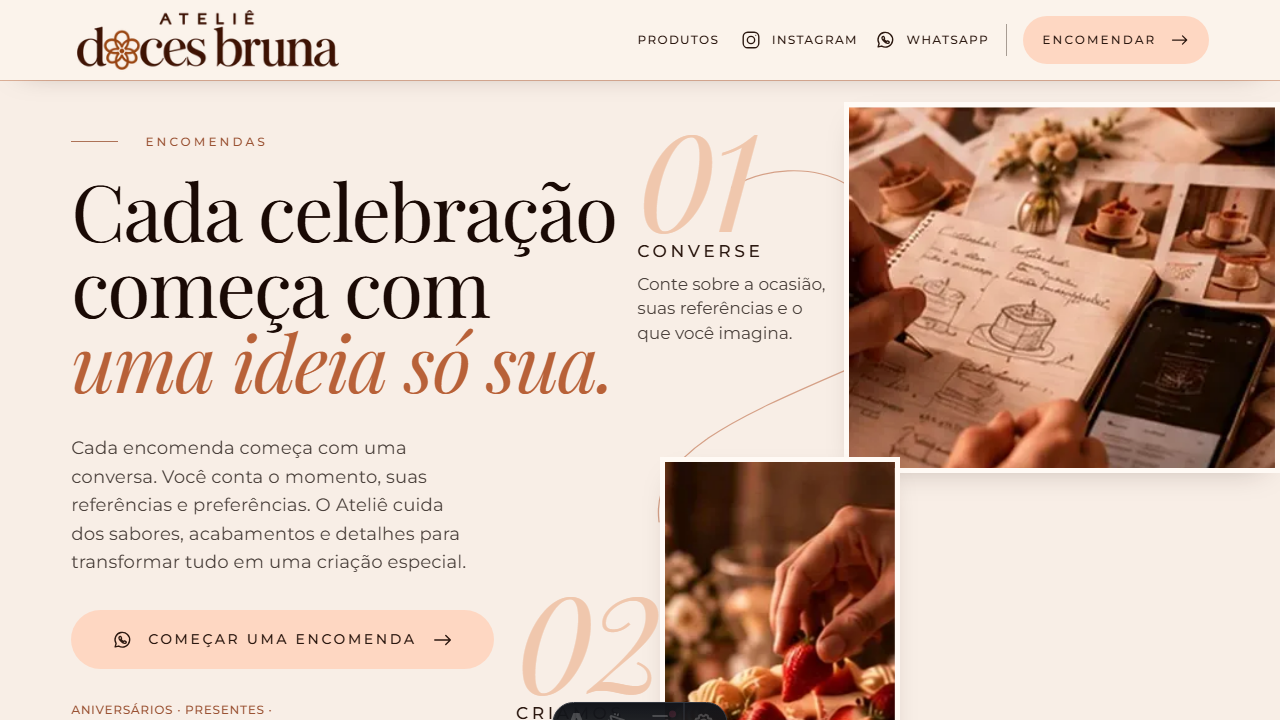 ATELIÊ
doces bruna
PRODUTOS
INSTAGRAM
WHATSAPP
ENCOMENDAR
ENCOMENDAS
Cada celebração
começa com
uma ideia só sua.
Cada encomenda começa com uma
conversa. Você conta o momento, suas
referências e preferências. O Ateliê cuida
dos sabores, acabamentos e detalhes para
transformar tudo em uma criação especial.
COMEÇAR UMA ENCOMENDA
ANIVERSÁRIOS · PRESENTES ·
01
CONVERSE
Conte sobre a ocasião,
suas referências e o
que você imagina.
02